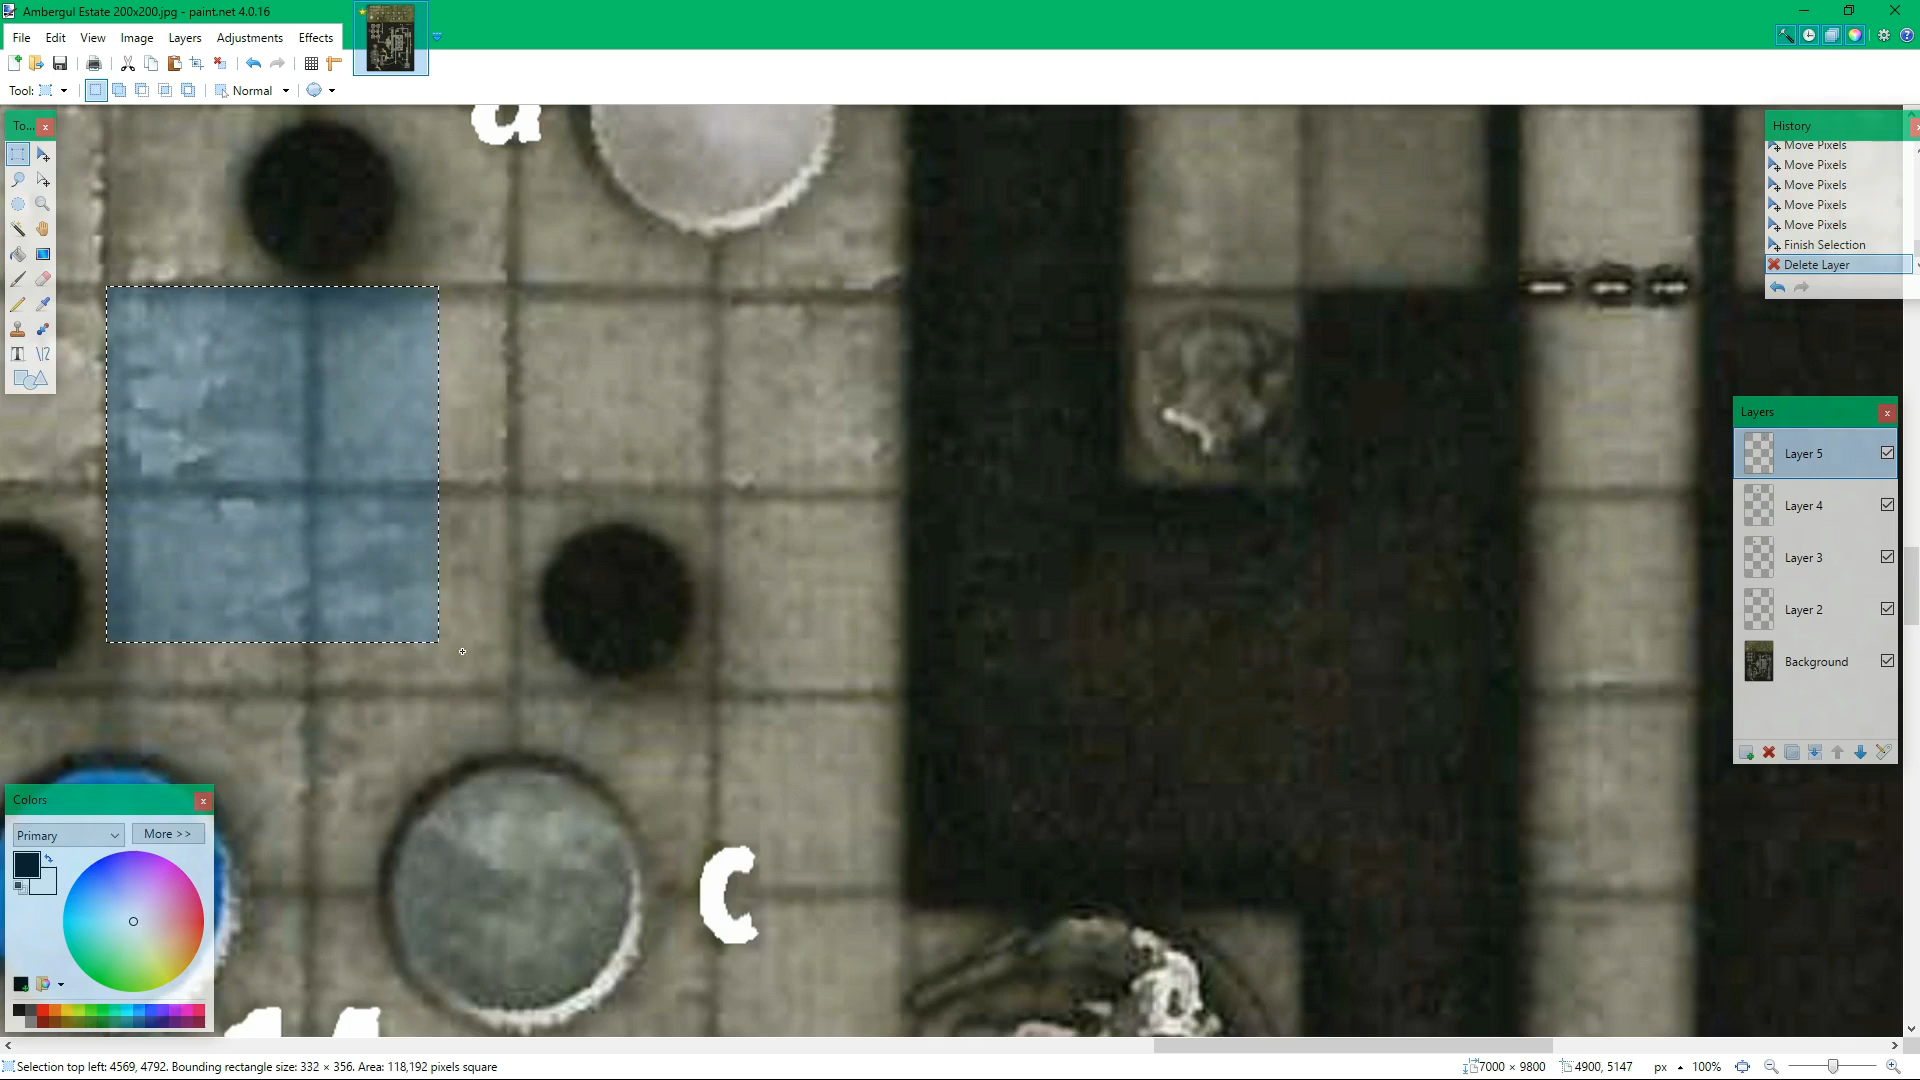 Ambergul Estate 200x200.jpg - paint.net 4.0.16
File Edit View Image Layers Adjustments Effects
Tool: Normal
To...
History
Move Pixels
Move Pixels
Move Pixels
Move Pixels
Move Pixels
Finish Selection
Delete Layer
a
Layers
Layer 5
Layer 4
Layer 3
Layer 2
Background
Colors
Primary
More >>
C
Selection top left: 4569, 4792. Bounding rectangle size: 332 × 356. Area: 118,192 pixels square
7000 × 9800
4900, 5147
px
100%